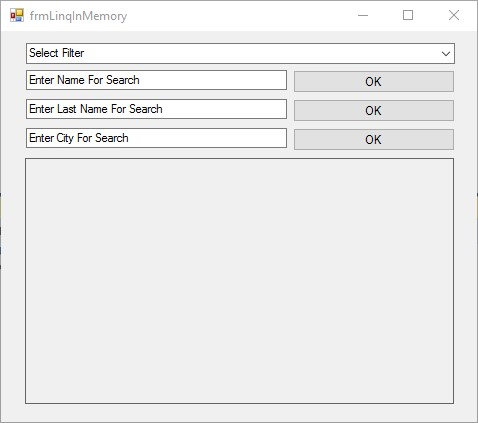 frmLinqInMemory
Select Filter
Enter Name For Search
OK
Enter Last Name For Search
OK
Enter City For Search
OK